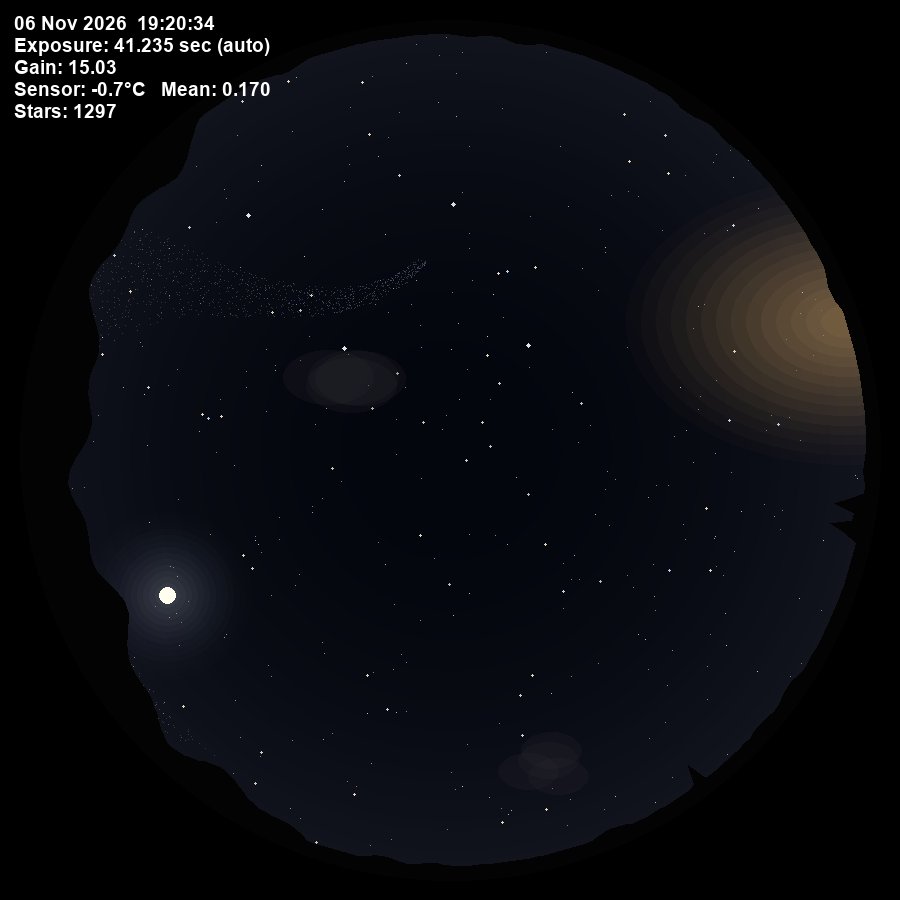 06 Nov 2026  19:20:34
Exposure: 41.235 sec (auto)
Gain: 15.03
Sensor: -0.7°C   Mean: 0.170
Stars: 1297